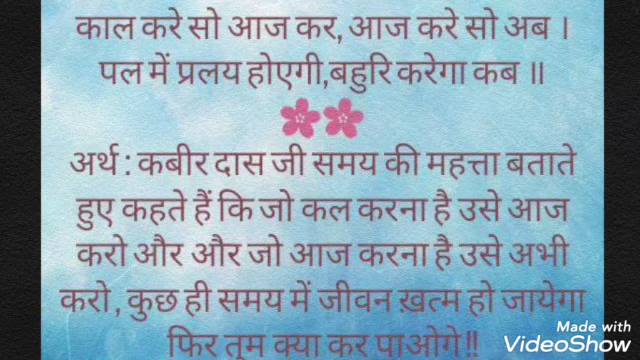 काल करे सो आज कर, आज करे सो अब ।
पल में प्रलय होएगी,बहुरि करेगा कब ॥
अर्थ : कबीर दास जी समय की महत्ता बताते
हुए कहते हैं कि जो कल करना है उसे आज
करो और और जो आज करना है उसे अभी
करो , कुछ ही समय में जीवन ख़त्म हो जायेगा
फिर तुम क्या कर पाओगे !!
Made with
VideoShow